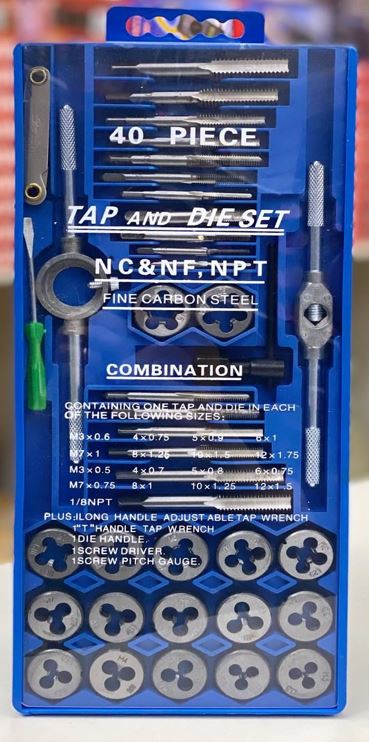 40 PIECE
TAP AND DIE SET
NC&NF,NPT
FINE CARBON STEEL
COMBINATION
CONTAINING ONE TAP AND DIE IN EACH
OF THE FOLLOWING SIZES:
M3×0.6 4×0.75 5×0.9 6×1
M7×1 8×1.25 10×1.5 12×1.75
M3×0.5 4×0.7 5×0.8 6×0.75
M7×0.75 8×1 10×1.25 12×1.5
1/8NPT
PLUS:1LONG HANDLE ADJUSTABLE TAP WRENCH
1"T"HANDLE TAP WRENCH
1DIE HANDLE.
1SCREW DRIVER.
1SCREW PITCH GAUGE.